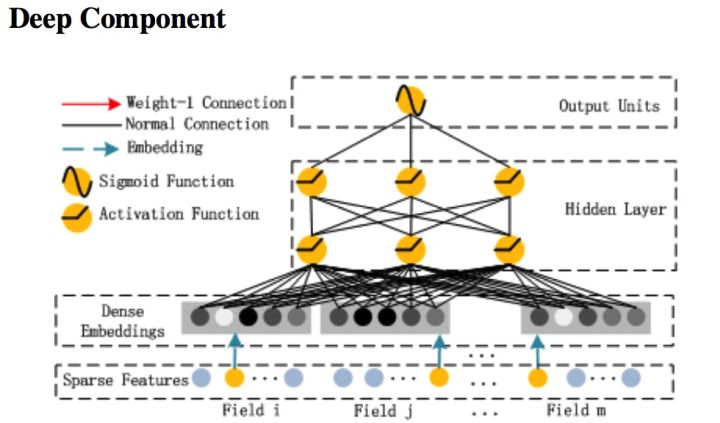 Deep Component
Weight-1 Connection
Normal Connection
Embedding
Sigmoid Function
Activation Function
Output Units
Hidden Layer
Dense
Embeddings
...
Sparse Features
...
...
...
...
Field i
Field j
...
Field m